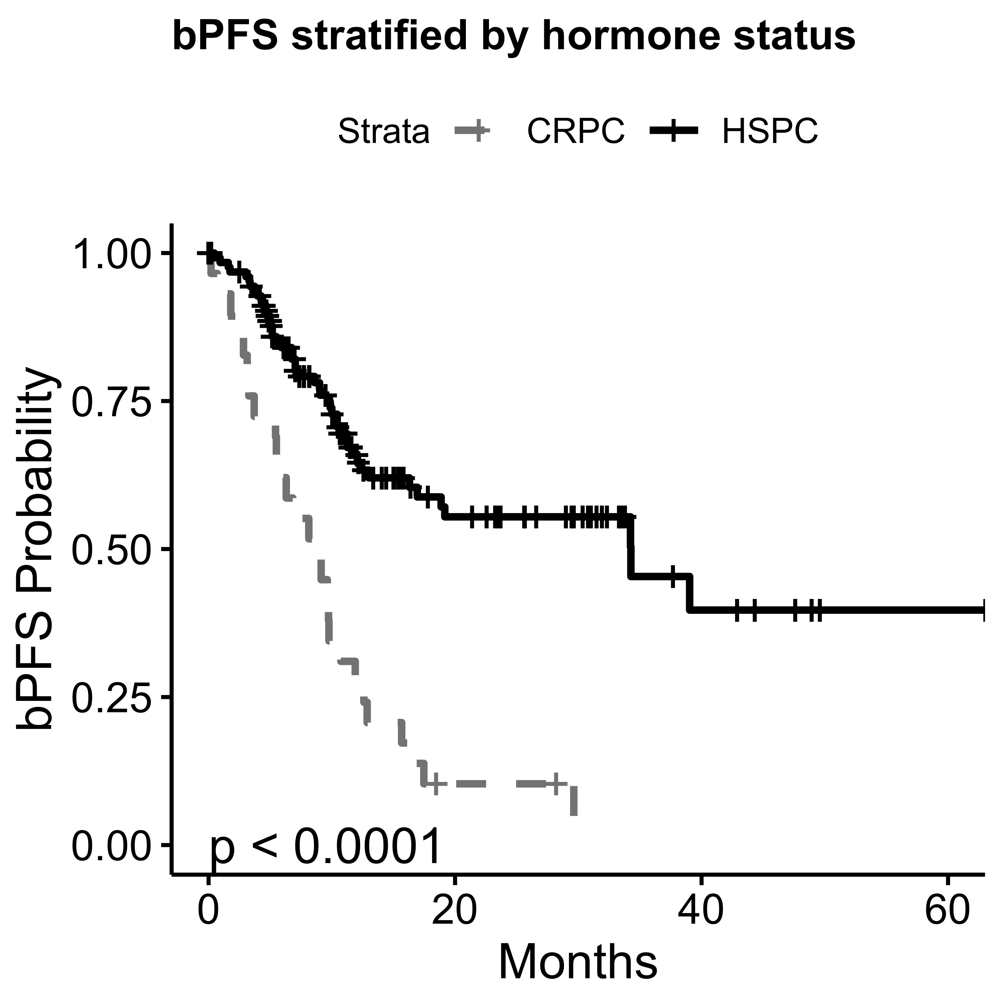 bPFS stratified by hormone status
Strata CRPC HSPC
bPFS Probability
1.00
0.75
0.50
0.25
0.00
p < 0.0001
0 20 40 60
Months